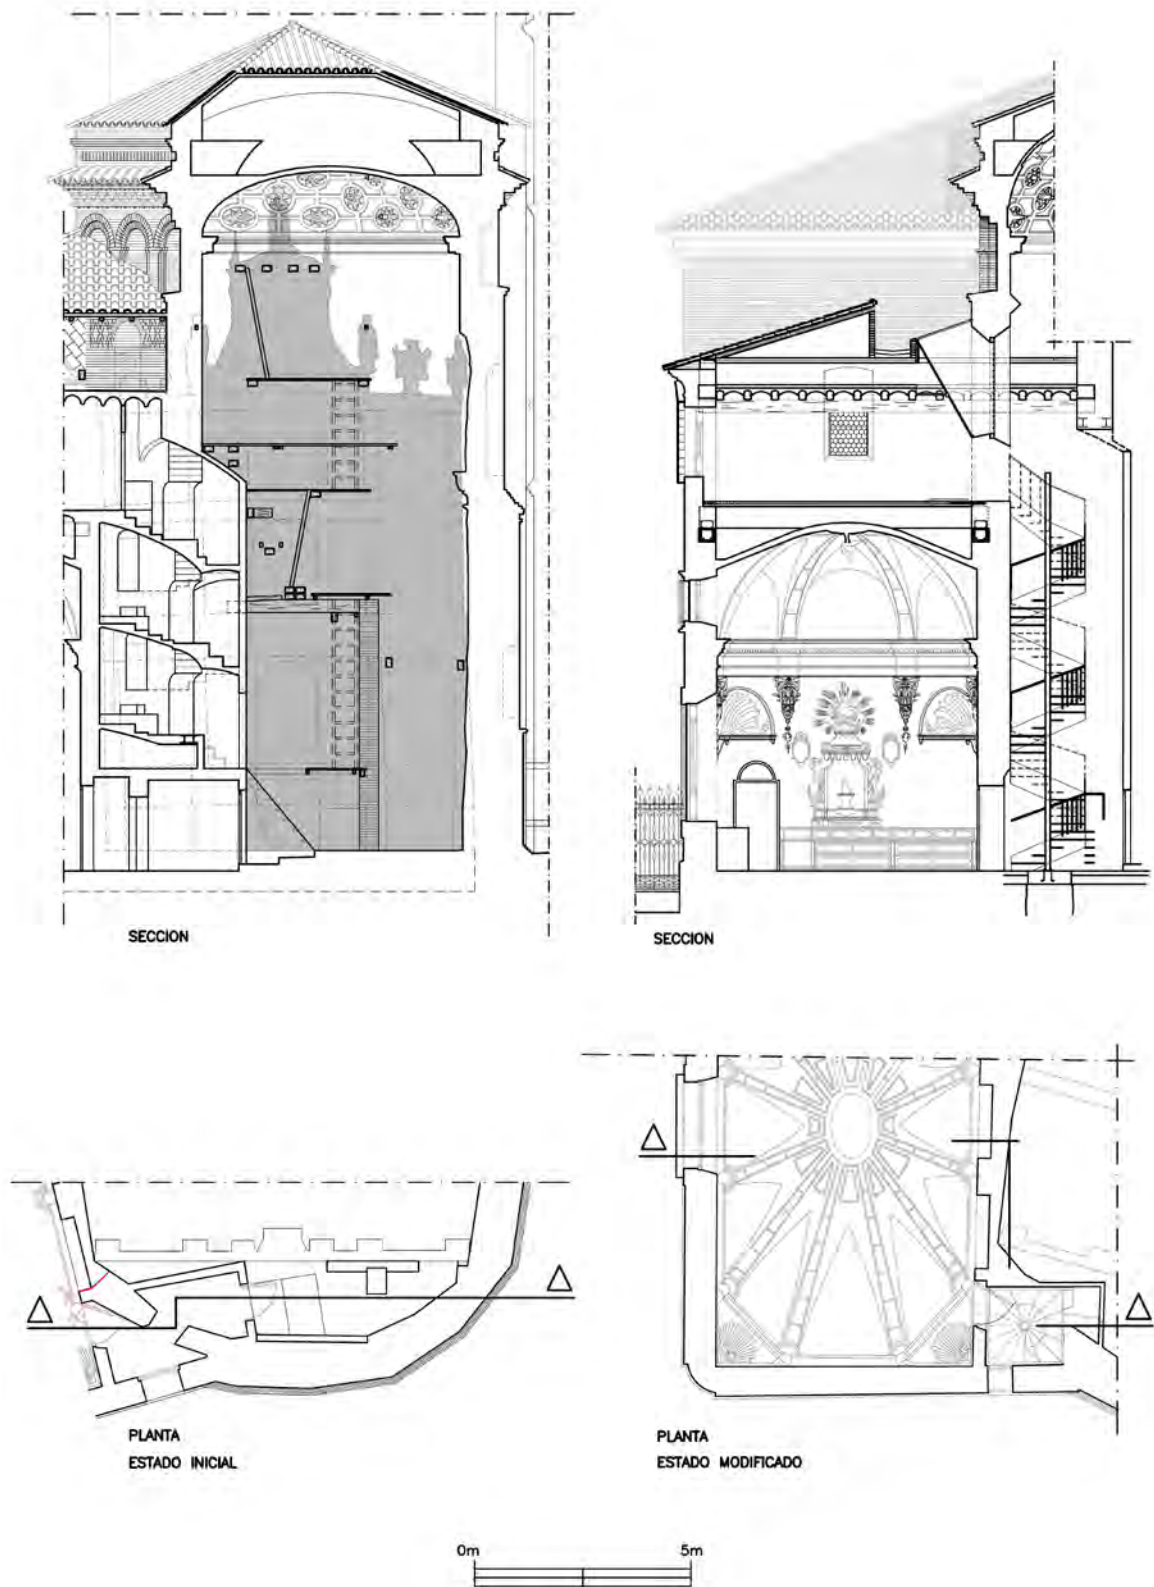 SECCION
SECCION
PLANTA
ESTADO INICIAL
PLANTA
ESTADO MODIFICADO
0m 5m